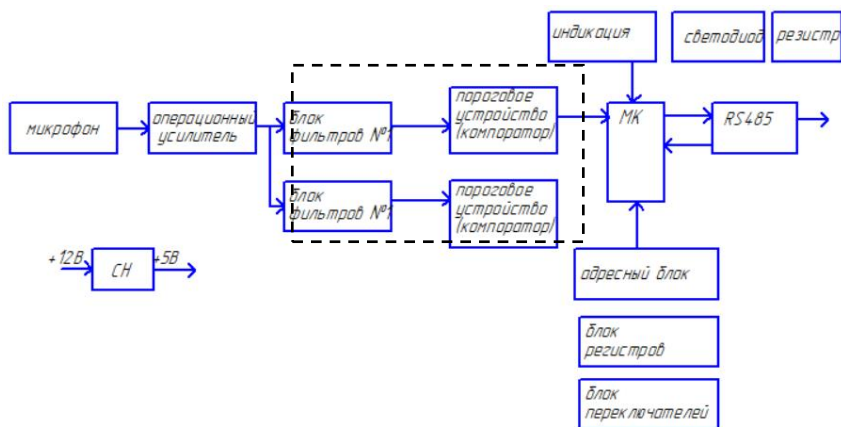 индикация
светодиод
резистр
микрофон
операционный
усилитель
блок
фильтров №1
пороговое
устройство
(компаратор)
МК
RS485
блок
фильтров №1
пороговое
устройство
(компаратор)
+12В
СН
+5В
адресный блок
блок
регистров
блок
переключателей